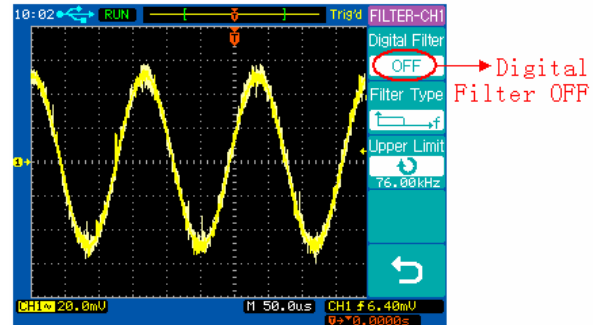 10:02 RUN T Trig'd FILTER-CH1
T
Digital Filter
OFF
Digital
Filter OFF
Filter Type
f
Upper Limit
76.00kHz
1
CH1~ 20.0mV M 50.0us CH1 6.40mV
0.0000s